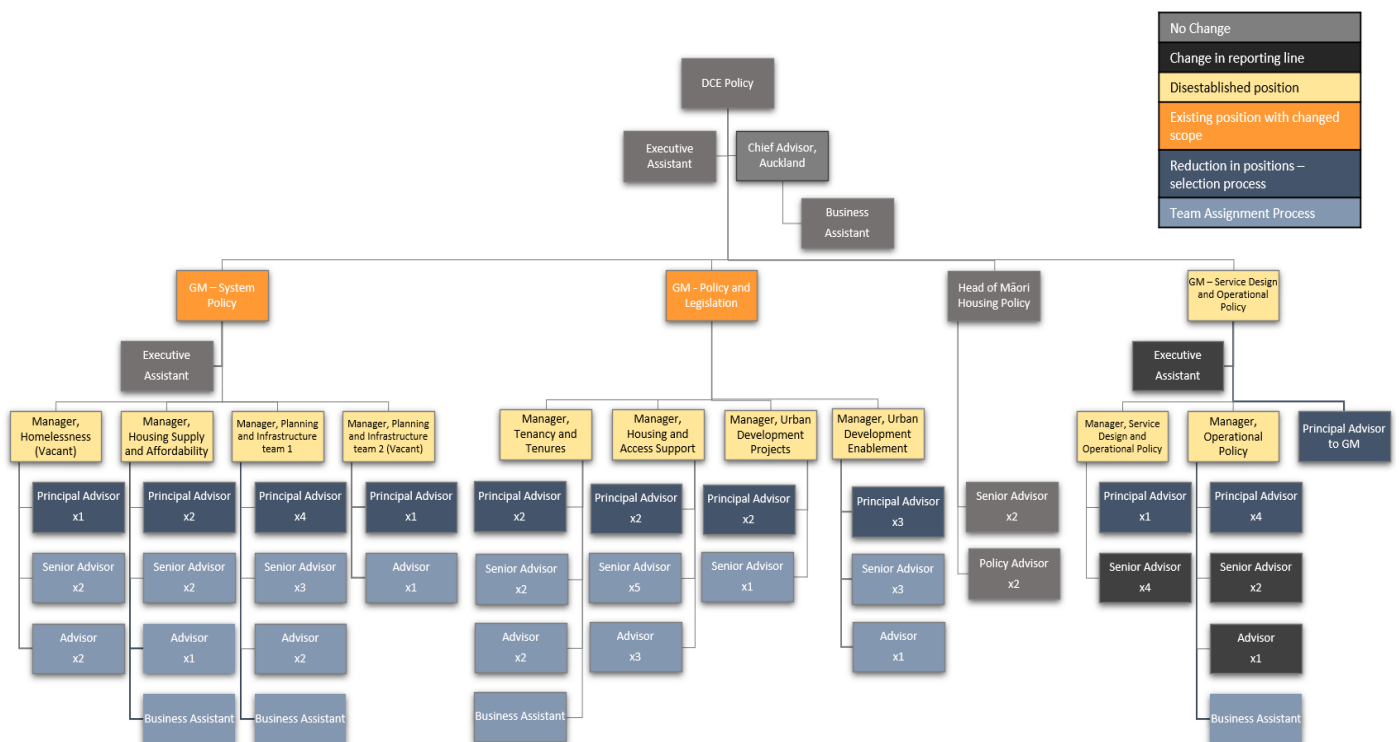 No Change
Change in reporting line
Disestablished position
Existing position with changed
scope
Reduction in positions –
selection process
Team Assignment Process
DCE Policy
Executive
Assistant
Chief Advisor,
Auckland
Business
Assistant
GM – System
Policy
GM - Policy and
Legislation
Head of Māori
Housing Policy
GM – Service Design
and Operational
Policy
Executive
Assistant
Executive
Assistant
Manager,
Homelessness
(Vacant)
Manager,
Housing Supply
and Affordability
Manager, Planning
and Infrastructure
team 1
Manager, Planning
and Infrastructure
team 2 (Vacant)
Manager,
Tenancy and
Tenures
Manager,
Housing and
Access Support
Manager, Urban
Development
Projects
Manager, Urban
Development
Enablement
Manager, Service
Design and
Operational Policy
Manager,
Operational
Policy
Principal Advisor
to GM
Principal Advisor
x1
Principal Advisor
x2
Principal Advisor
x4
Principal Advisor
x1
Principal Advisor
x2
Principal Advisor
x2
Principal Advisor
x2
Principal Advisor
x3
Senior Advisor
x2
Principal Advisor
x1
Principal Advisor
x4
Senior Advisor
x2
Senior Advisor
x2
Senior Advisor
x3
Advisor
x1
Senior Advisor
x2
Senior Advisor
x5
Senior Advisor
x1
Senior Advisor
x3
Policy Advisor
x2
Senior Advisor
x4
Senior Advisor
x2
Advisor
x2
Advisor
x1
Advisor
x2
Advisor
x2
Advisor
x3
Advisor
x1
Advisor
x1
Business Assistant
Business Assistant
Business Assistant
Business Assistant